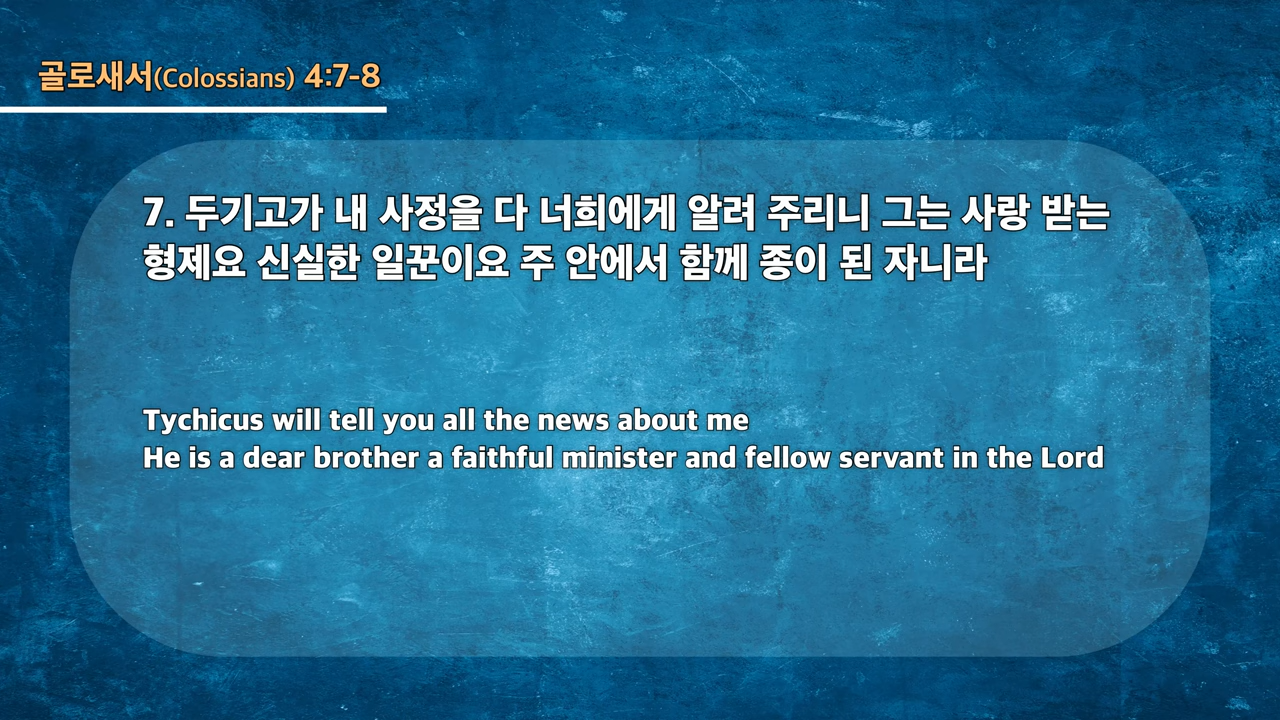 골로새서(Colossians) 4:7-8
7. 두기고가 내 사정을 다 너희에게 알려 주리니 그는 사랑 받는
형제요 신실한 일꾼이요 주 안에서 함께 종이 된 자니라
Tychicus will tell you all the news about me
He is a dear brother a faithful minister and fellow servant in the Lord